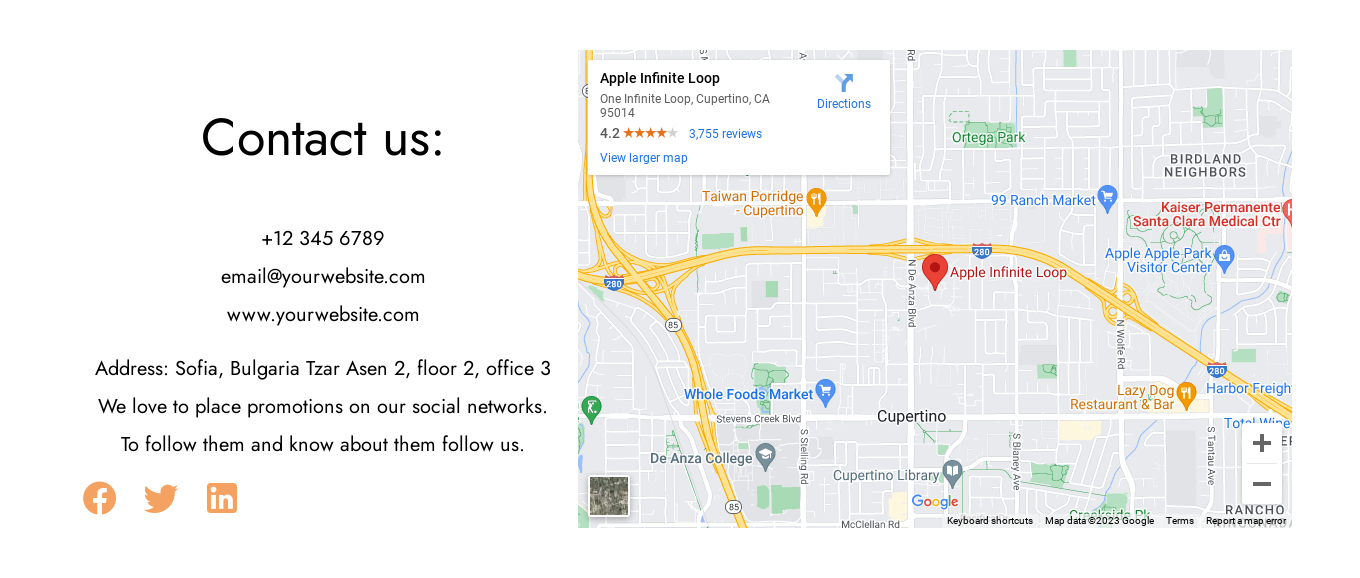 Contact us:
+12 345 6789
email@yourwebsite.com
www.yourwebsite.com
Address: Sofia, Bulgaria Tzar Asen 2, floor 2, office 3
We love to place promotions on our social networks.
To follow them and know about them follow us.
Apple Infinite Loop
One Infinite Loop, Cupertino, CA
95014
Directions
4.2
3,755 reviews
View larger map
Ortega Park
BIRDLAND
NEIGHBORS
Taiwan Porridge
- Cupertino
99 Ranch Market
Kaiser Permanente
Santa Clara Medical Ctr
280
280
Apple Apple Park
Visitor Center
Apple Infinite Loop
N De Anza Blvd
85
N Wolfe Rd
280
Whole Foods Market
Lazy Dog
Restaurant & Bar
Harbor Freight
Stevens Creek Blvd
Cupertino
Total Wine
S Stelling Rd
S Blaney Ave
S Tantau Ave
De Anza College
Cupertino Library
Google
85
McClellan Rd
Creekside Pk
RANCHO
Keyboard shortcuts
Map data ©2023 Google
Terms
Report a map error